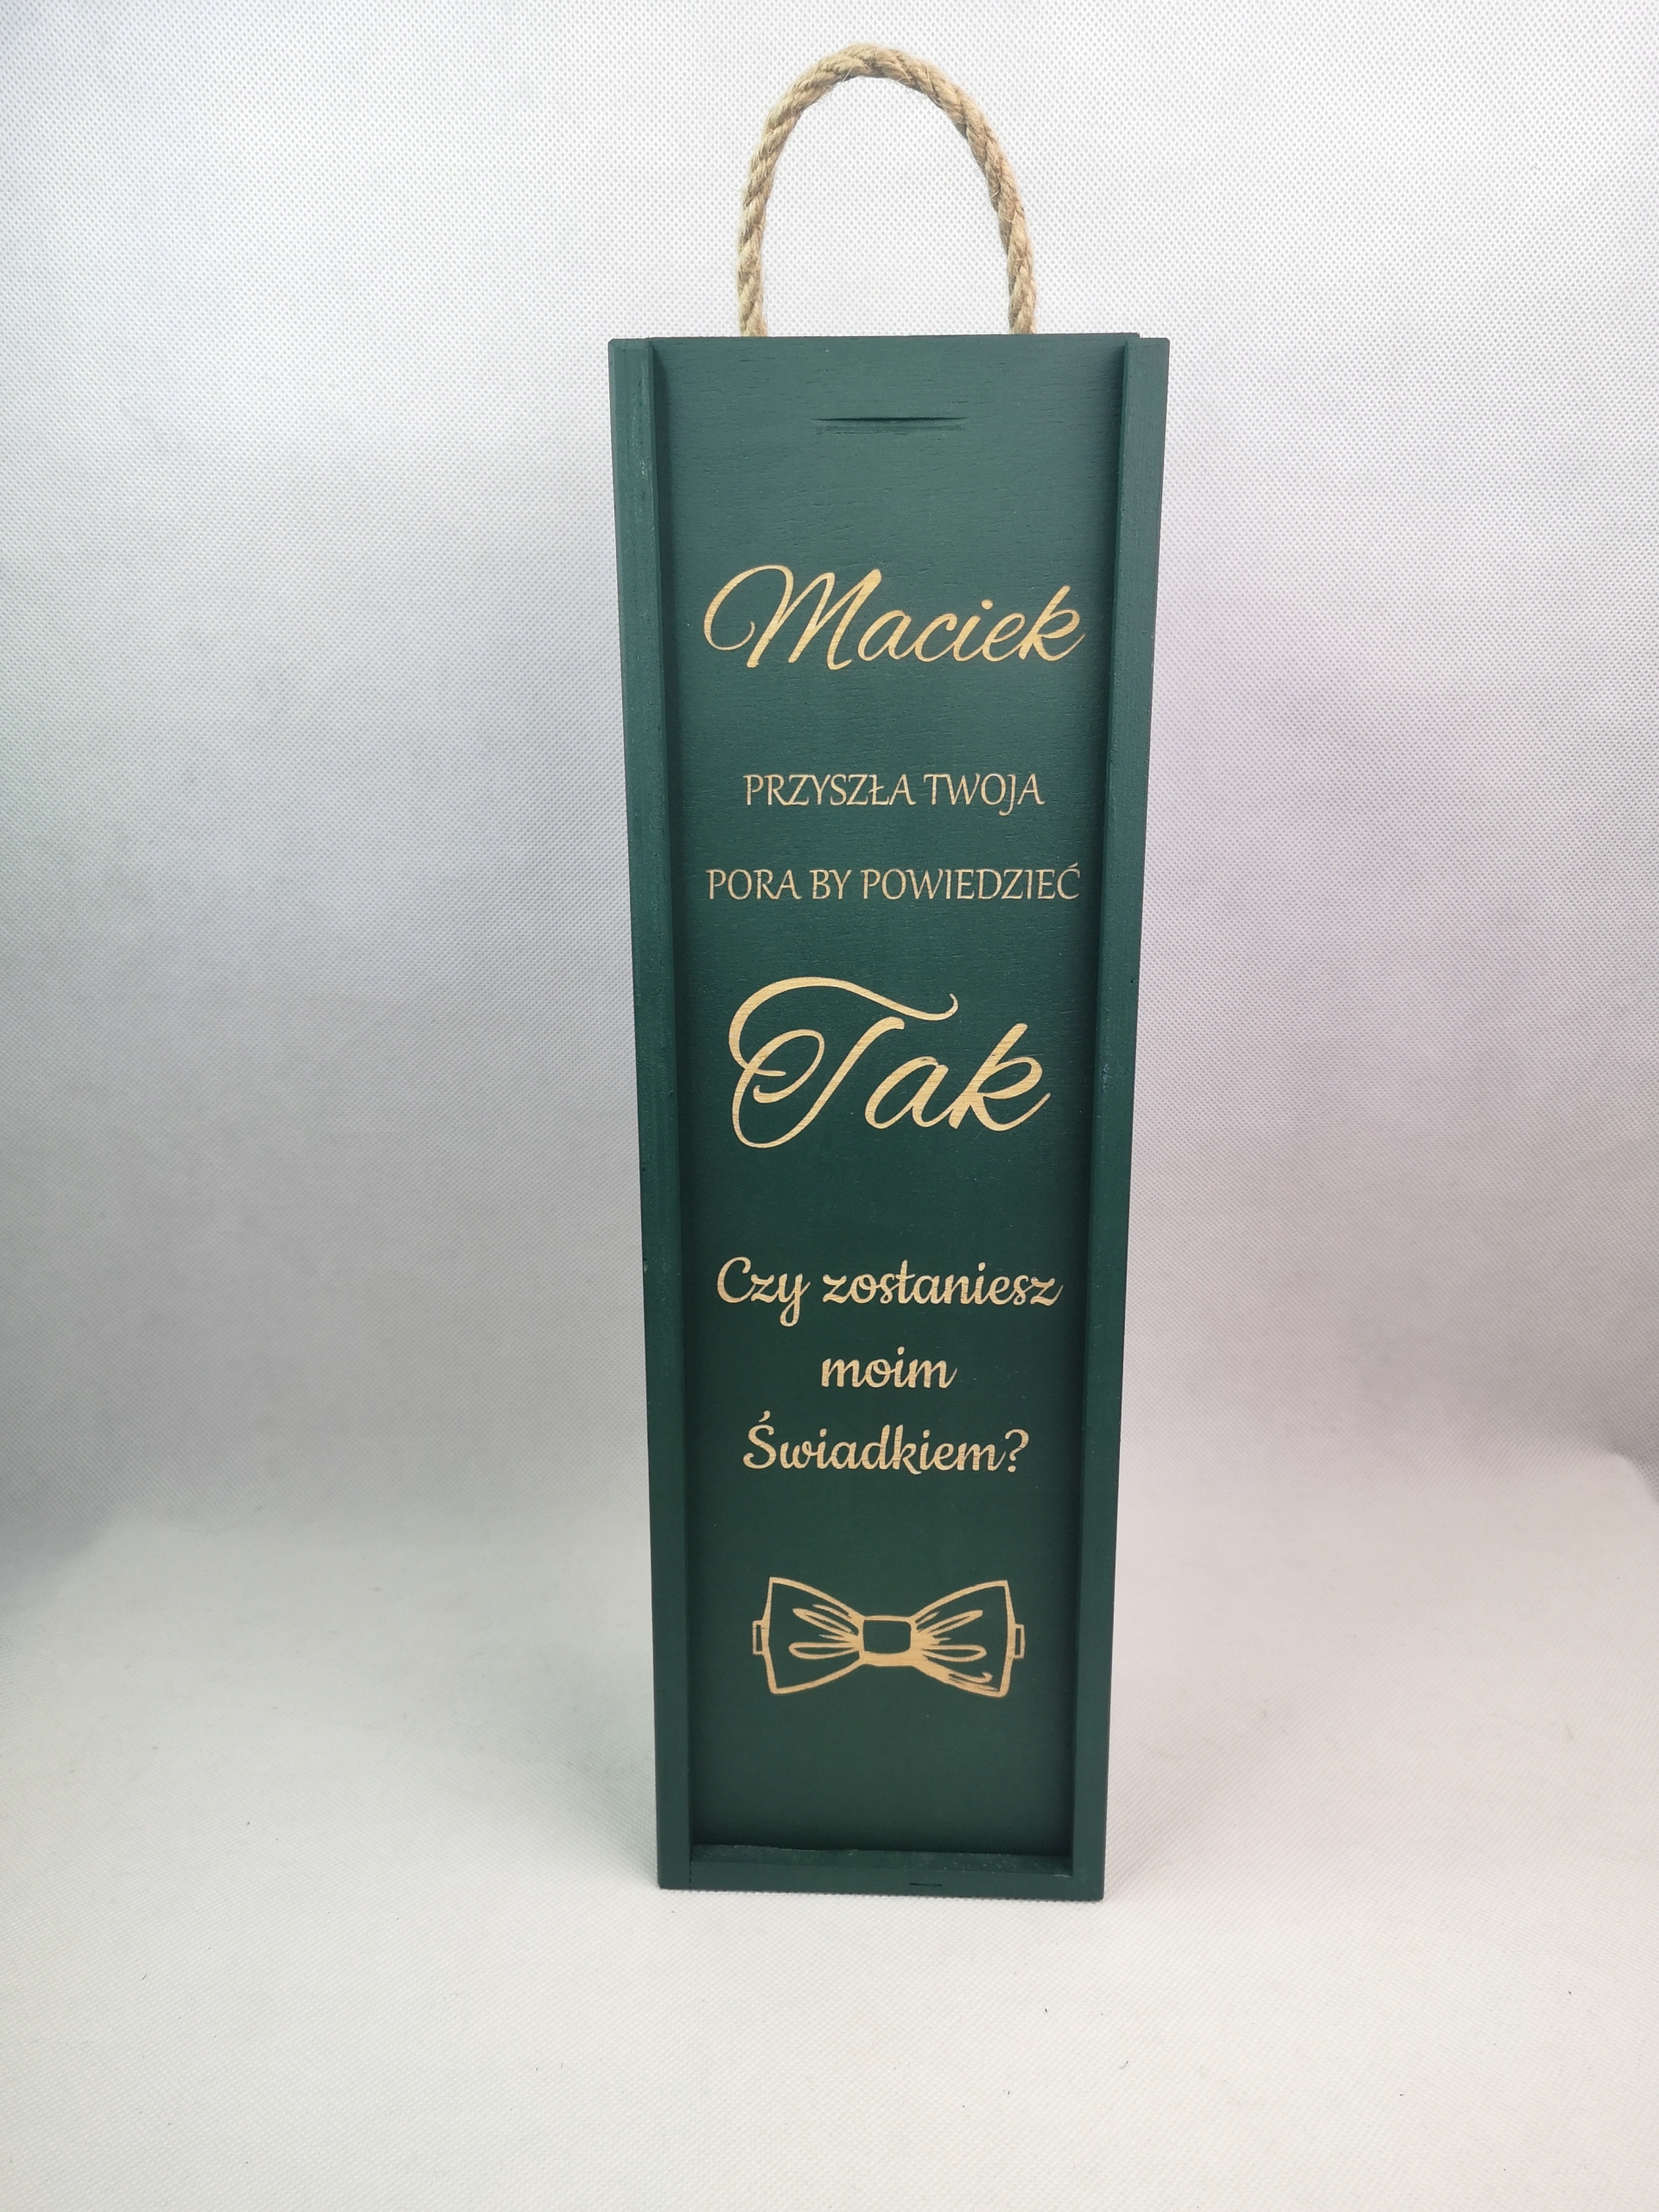 Maciek
PRZYSZŁA TWOJA
PORA BY POWIEDZIEĆ
Tak
Czy zostaniesz
moim
Świadkiem?